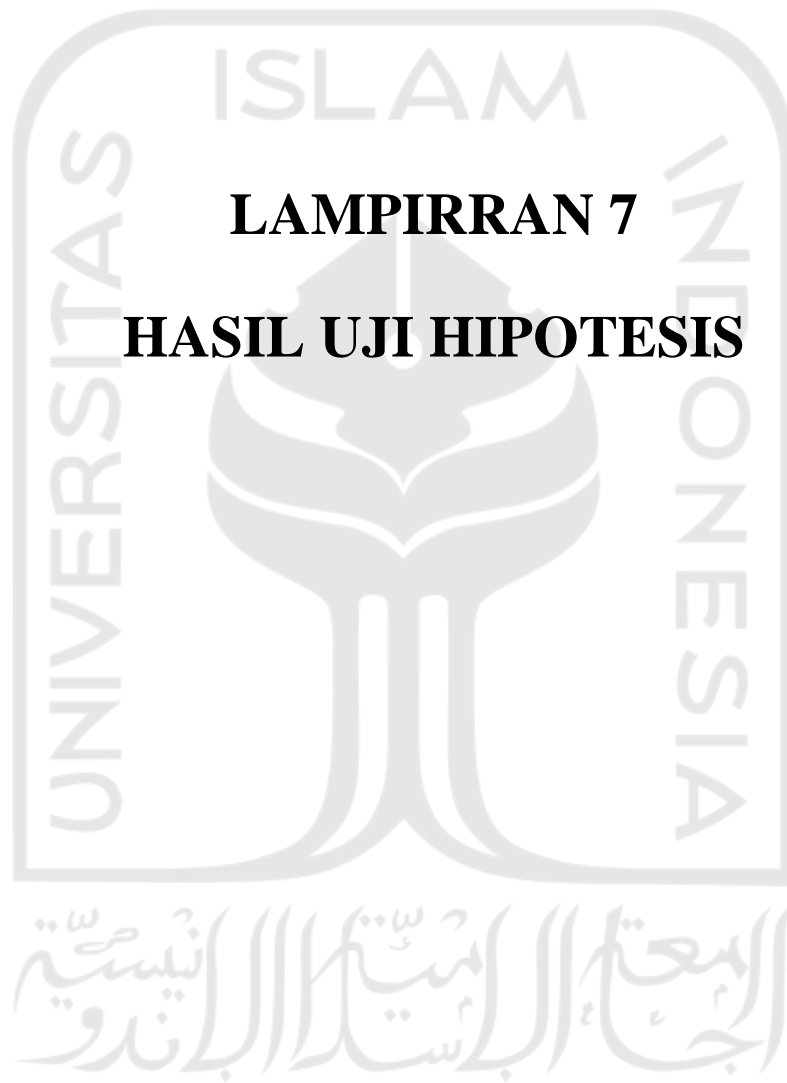 ISLAM
UNIVERSITAS
INDONESIA
LAMPIRRAN 7
HASIL UJI HIPOTESIS